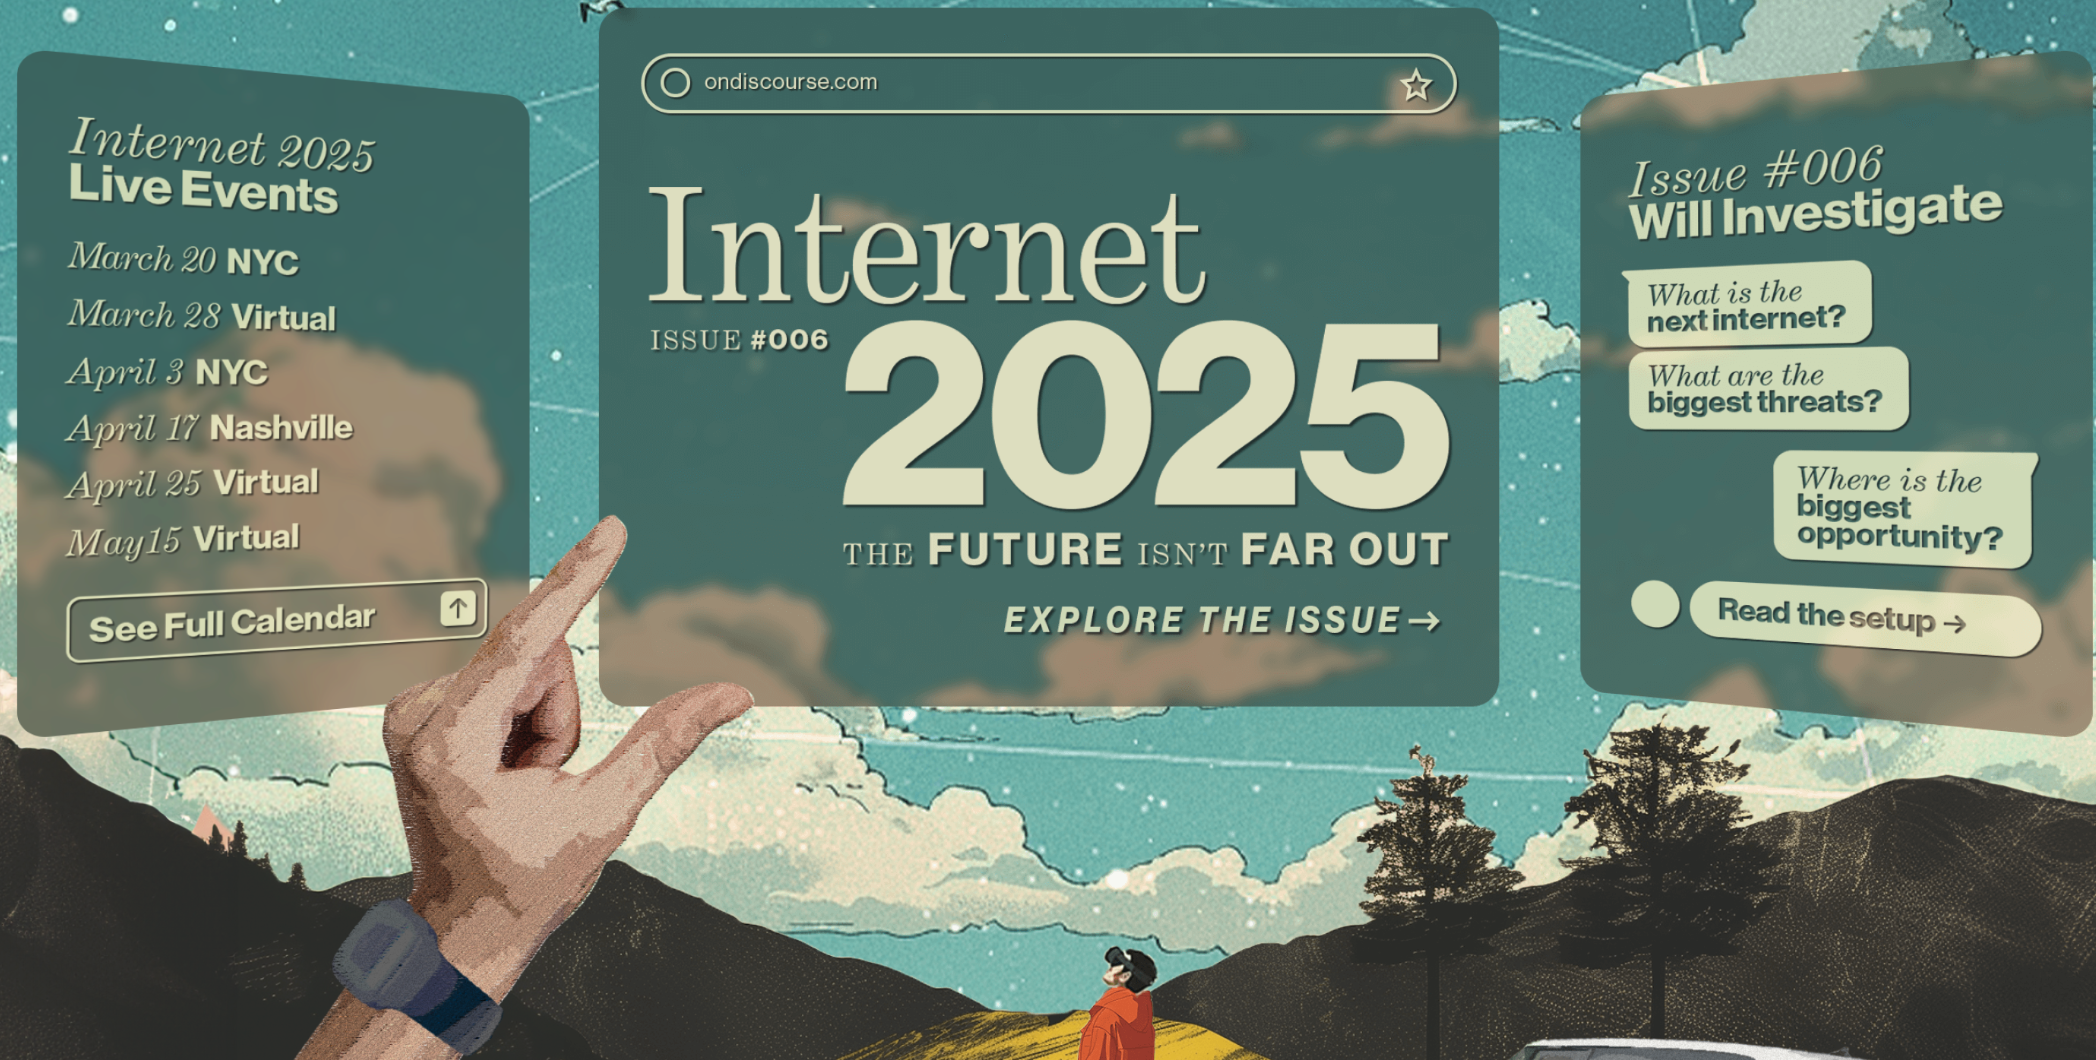 Internet 2025
Live Events
March 20 NYC
March 28 Virtual
April 3 NYC
April 17 Nashville
April 25 Virtual
May15 Virtual
See Full Calendar
ondiscourse.com
Internet
ISSUE #006
2025
THE FUTURE ISN'T FAR OUT
EXPLORE THE ISSUE→
Issue #006
Will Investigate
What is the
next internet?
What are the
biggest threats?
Where is the
biggest
opportunity?
Read the setup →